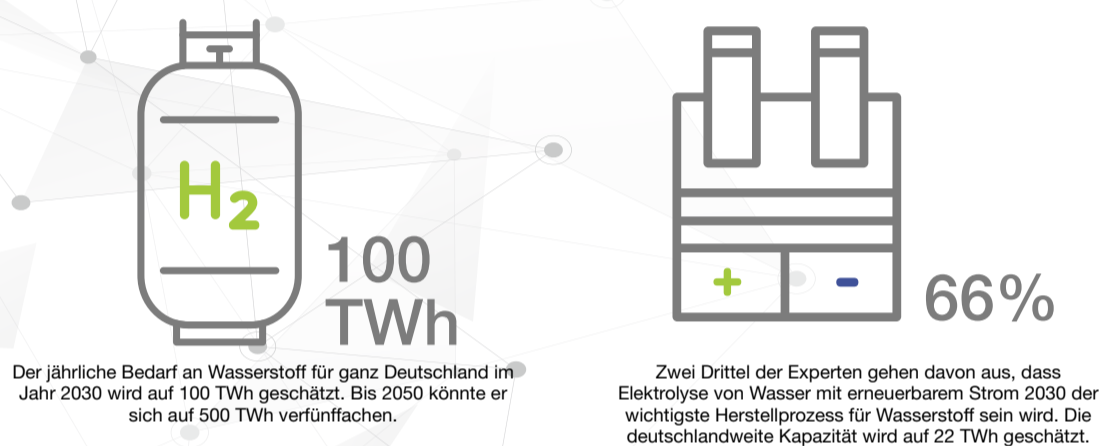 H2
100
TWh
Der jährliche Bedarf an Wasserstoff für ganz Deutschland im
Jahr 2030 wird auf 100 TWh geschätzt. Bis 2050 könnte er
sich auf 500 TWh verfünffachen.
+ -
66%
Zwei Drittel der Experten gehen davon aus, dass
Elektrolyse von Wasser mit erneuerbarem Strom 2030 der
wichtigste Herstellprozess für Wasserstoff sein wird. Die
deutschlandweite Kapazität wird auf 22 TWh geschätzt.